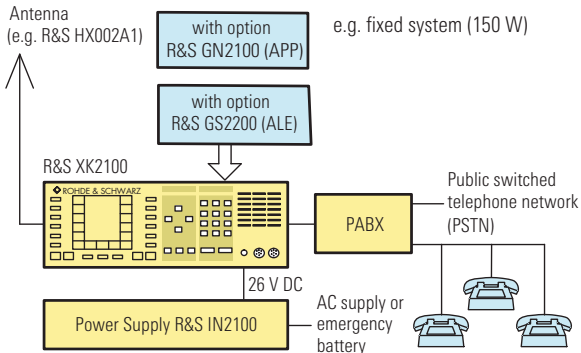 Antenna
(e.g. R&S HX002A1)
with option
R&S GN2100 (APP)
e.g. fixed system (150 W)
with option
R&S GS2200 (ALE)
R&S XK2100
ROHDE & SCHWARZ
PABX
Public switched
telephone network
(PSTN)
26 V DC
Power Supply R&S IN2100
AC supply or
emergency
battery